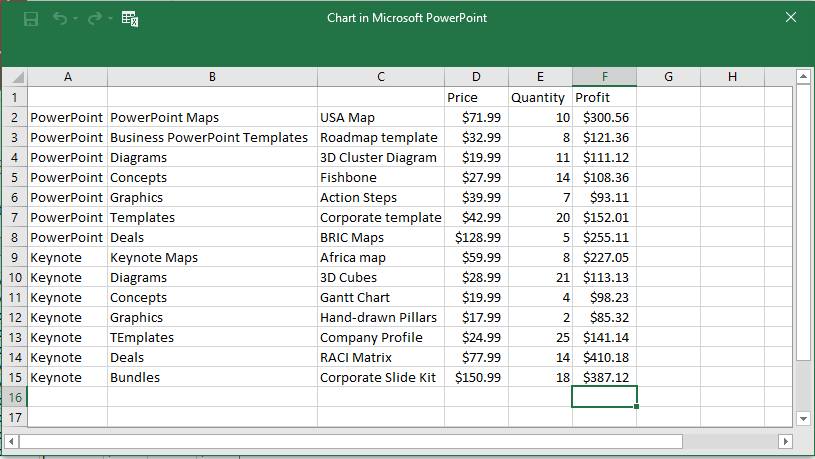 Chart in Microsoft PowerPoint
A B C D E F G H
1 Price Quantity Profit
2 PowerPoint PowerPoint Maps USA Map $71.99 10 $300.56
3 PowerPoint Business PowerPoint Templates Roadmap template $32.99 8 $121.36
4 PowerPoint Diagrams 3D Cluster Diagram $19.99 11 $111.12
5 PowerPoint Concepts Fishbone $27.99 14 $108.36
6 PowerPoint Graphics Action Steps $39.99 7 $93.11
7 PowerPoint Templates Corporate template $42.99 20 $152.01
8 PowerPoint Deals BRIC Maps $128.99 5 $255.11
9 Keynote Keynote Maps Africa map $59.99 8 $227.05
10 Keynote Diagrams 3D Cubes $28.99 21 $113.13
11 Keynote Concepts Gantt Chart $19.99 4 $98.23
12 Keynote Graphics Hand-drawn Pillars $17.99 2 $85.32
13 Keynote TEmplates Company Profile $24.99 25 $141.14
14 Keynote Deals RACI Matrix $77.99 14 $410.18
15 Keynote Bundles Corporate Slide Kit $150.99 18 $387.12
16
17